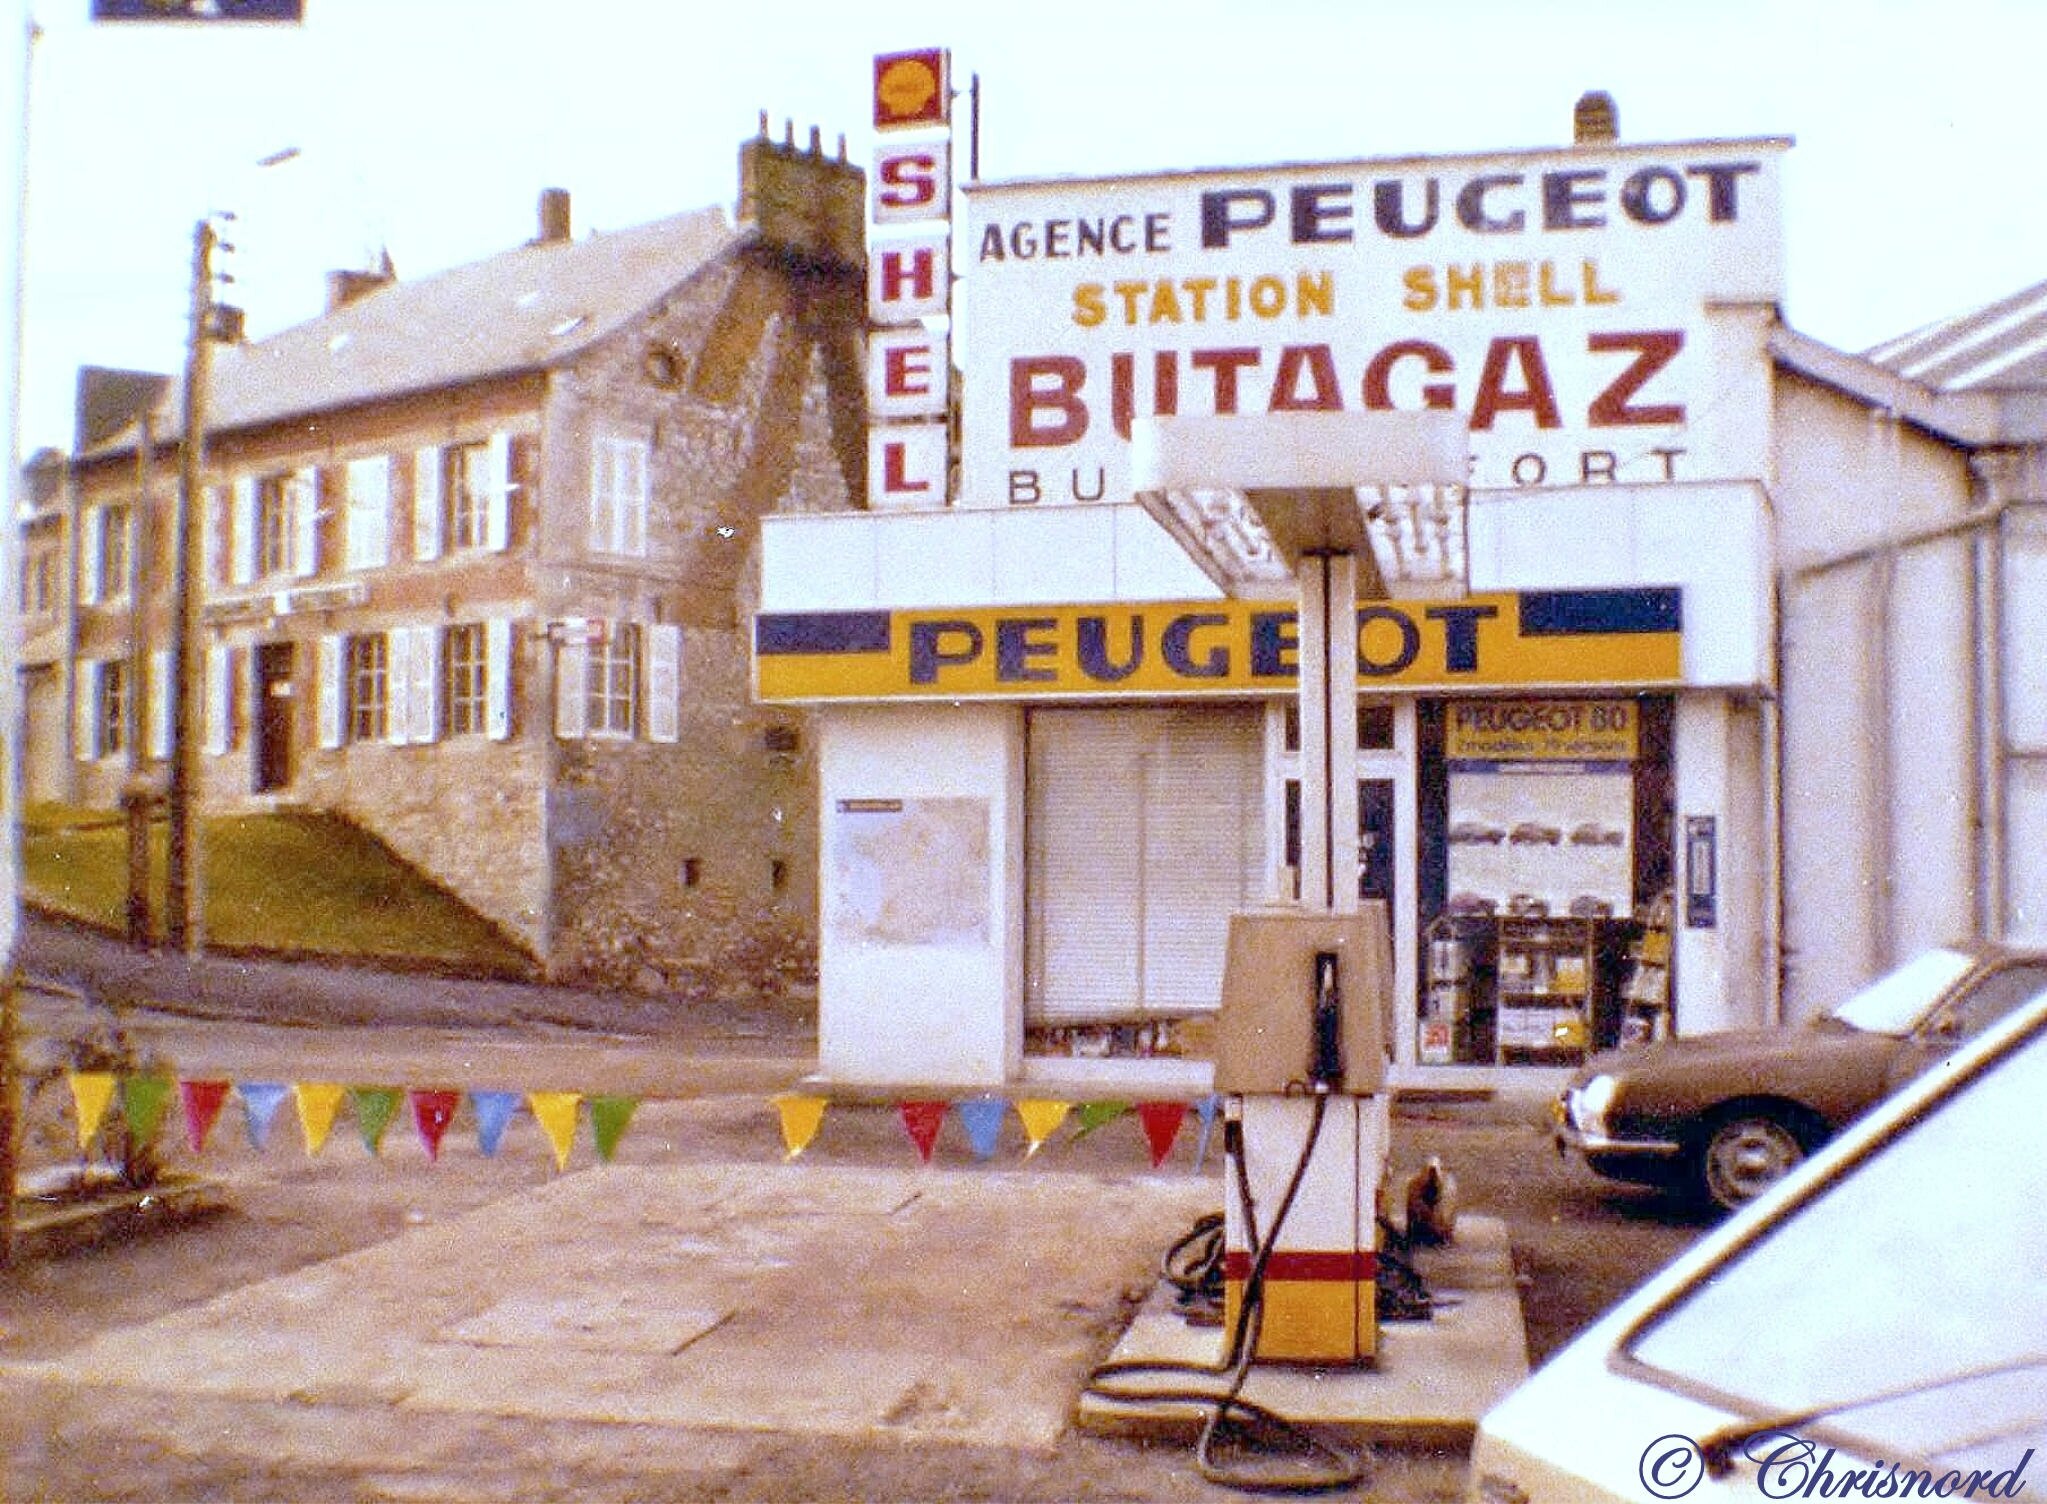 SHELL
AGENCE PEUGEOT
STATION SHELL
BUTAGAZ
PEUGEOT
PEUGEOT 80
© Chrisnord